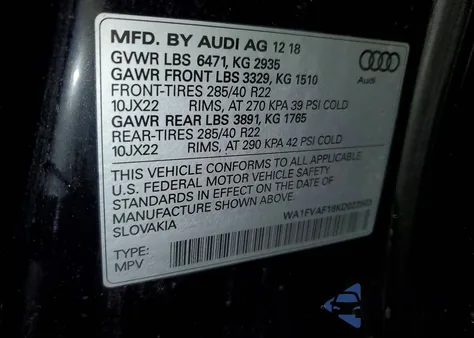 MFD. BY AUDI AG 12 18
GVWR LBS 6471, KG 2935
GAWR FRONT LBS 3329, KG 1510
FRONT-TIRES 285/40 R22
10JX22 RIMS, AT 270 KPA 39 PSI COLD
GAWR REAR LBS 3891, KG 1765
REAR-TIRES 285/40 R22
10JX22 RIMS, AT 290 KPA 42 PSI COLD
Audi
THIS VEHICLE CONFORMS TO ALL APPLICABLE
U.S. FEDERAL MOTOR VEHICLE SAFETY
STANDARDS IN EFFECT ON THE DATE OF
MANUFACTURE SHOWN ABOVE.
SLOVAKIA
TYPE:
MPV